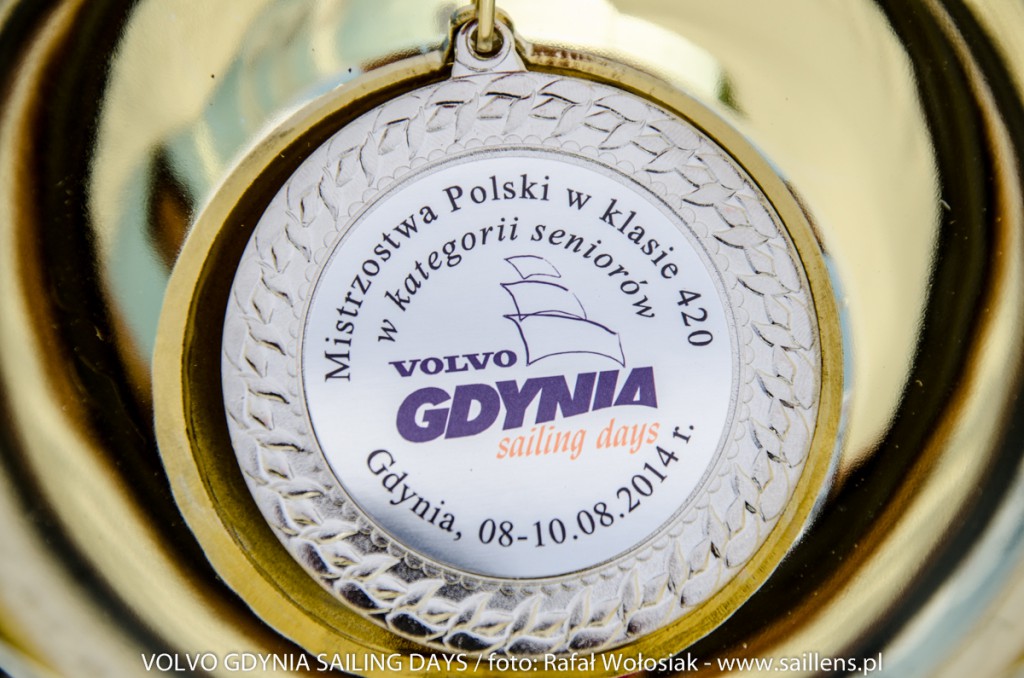 Mistrzostwa Polski w klasie 420
w kategorii seniorów
VOLVO
GDYNIA
sailing days
Gdynia, 08-10.08.2014 r.
VOLVO GDYNIA SAILING DAYS / foto: Rafał Wołosiak - www.saillens.pl